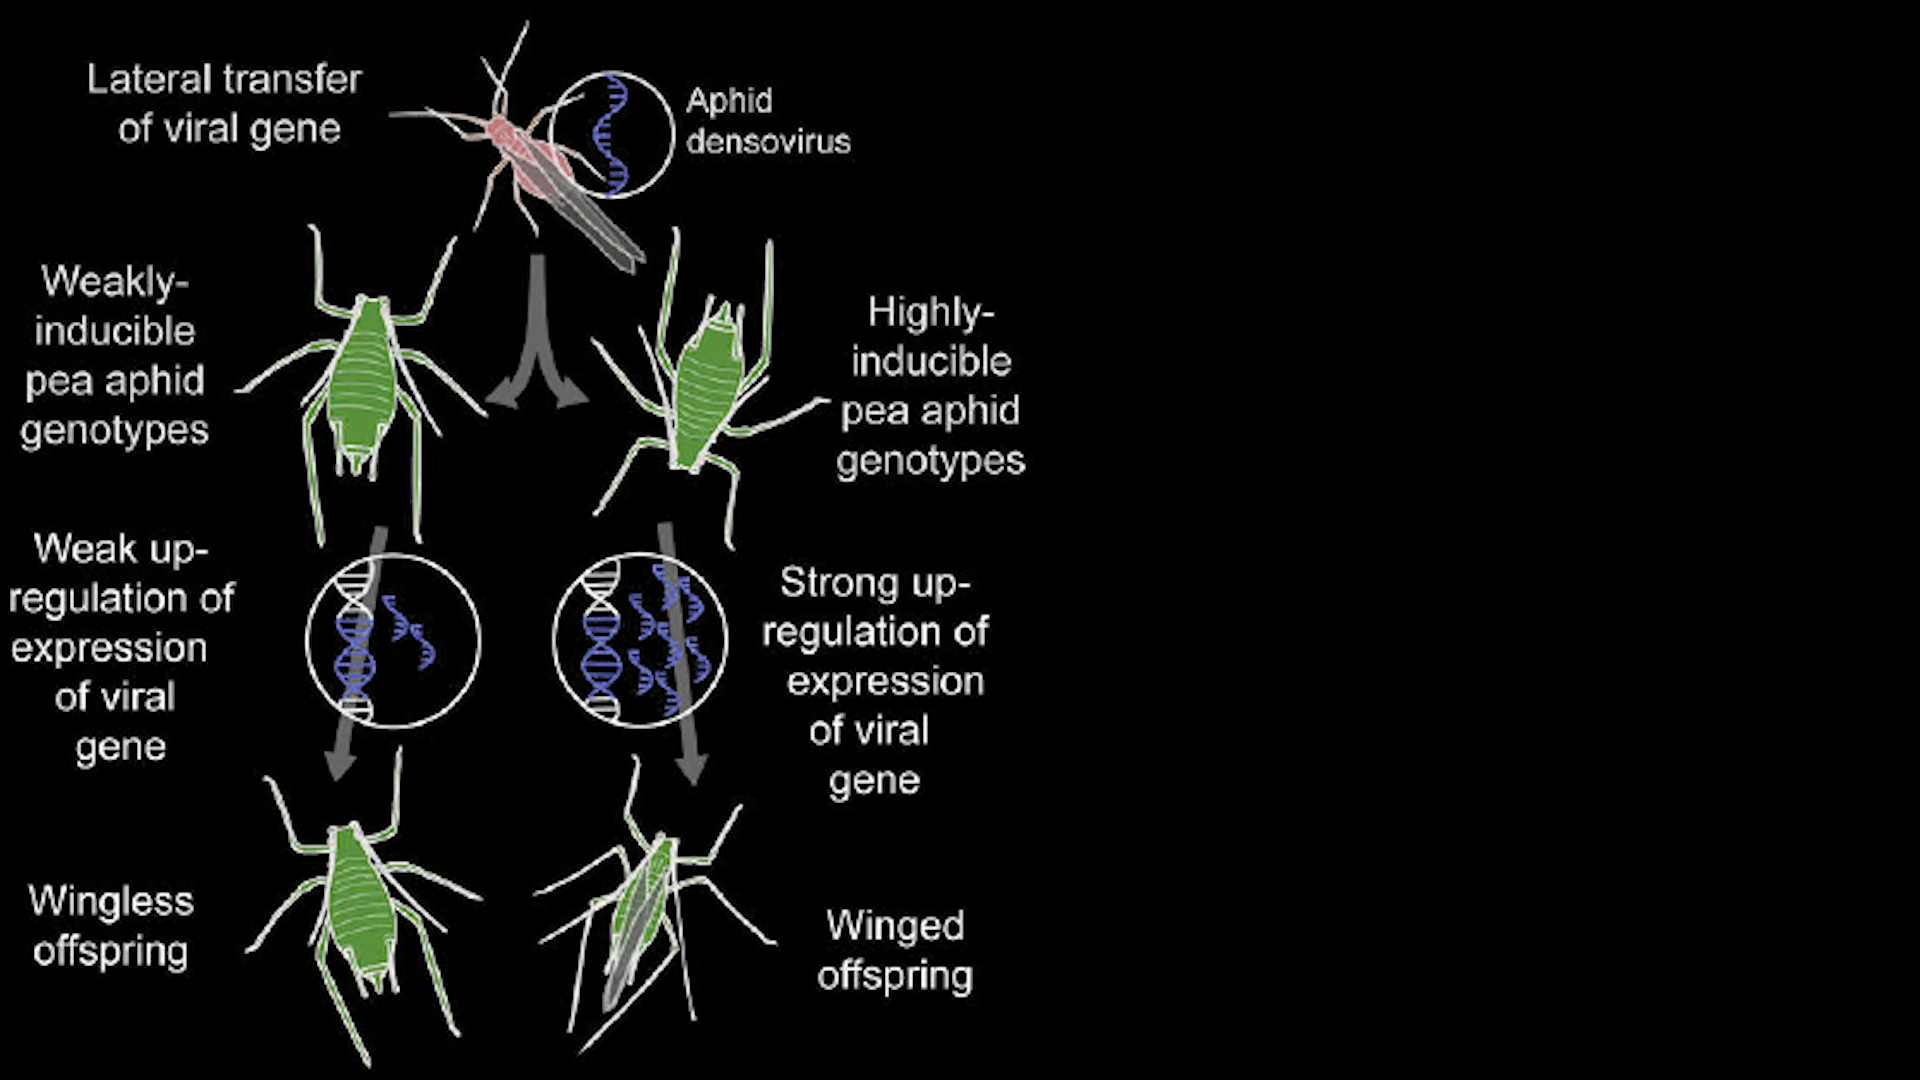 Lateral transfer
of viral gene
Aphid
densovirus
Weakly-
inducible
pea aphid
genotypes
Highly-
inducible
pea aphid
genotypes
Weak up-
regulation of
expression
of viral
gene
Strong up-
regulation of
expression
of viral
gene
Wingless
offspring
Winged
offspring